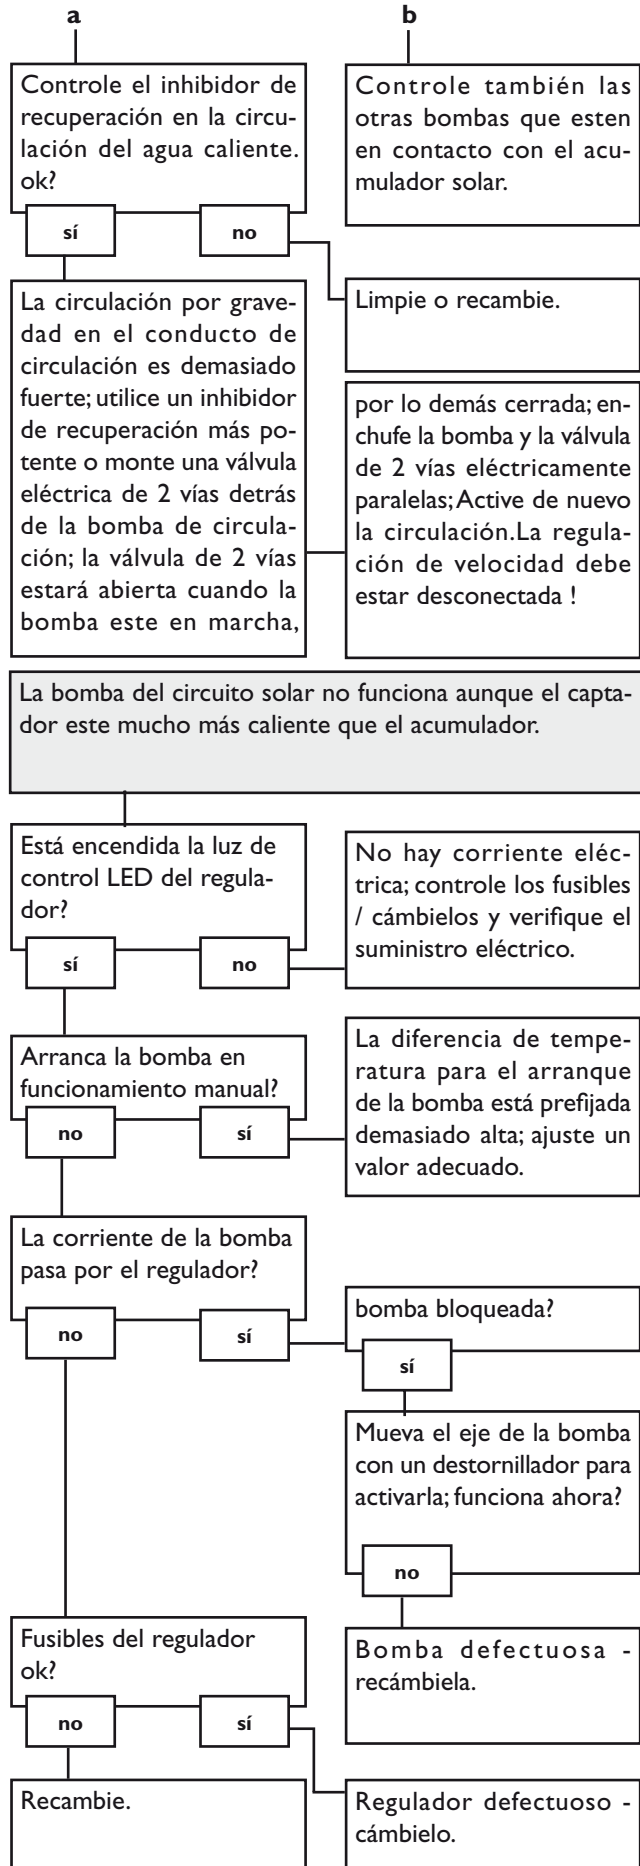 a
b
Controle el inhibidor de
recuperación en la circu-
lación del agua caliente.
ok?
sí
no
Controle también las
otras bombas que esten
en contacto con el acu-
mulador solar.
Limpie o recambie.
La circulación por grave-
dad en el conducto de
circulación es demasiado
fuerte; utilice un inhibidor
de recuperación más po-
tente o monte una válvula
eléctrica de 2 vías detrás
de la bomba de circula-
ción; la válvula de 2 vías
estará abierta cuando la
bomba este en marcha,
por lo demás cerrada; en-
chufe la bomba y la válvula
de 2 vías eléctricamente
paralelas; Active de nuevo
la circulación.La regula-
ción de velocidad debe
estar desconectada !
La bomba del circuito solar no funciona aunque el capta-
dor este mucho más caliente que el acumulador.
Está encendida la luz de
control LED del regula-
dor?
sí
no
No hay corriente eléc-
trica; controle los fusibles
/ cámbielos y verifique el
suministro eléctrico.
Arranca la bomba en
funcionamiento manual?
no
sí
La diferencia de tempe-
ratura para el arranque
de la bomba está prefijada
demasiado alta; ajuste un
valor adecuado.
La corriente de la bomba
pasa por el regulador?
no
sí
bomba bloqueada?
sí
Mueva el eje de la bomba
con un destornillador para
activarla; funciona ahora?
no
Bomba defectuosa -
recámbiela.
Fusibles del regulador
ok?
no
sí
Recambie.
Regulador defectuoso -
cámbielo.